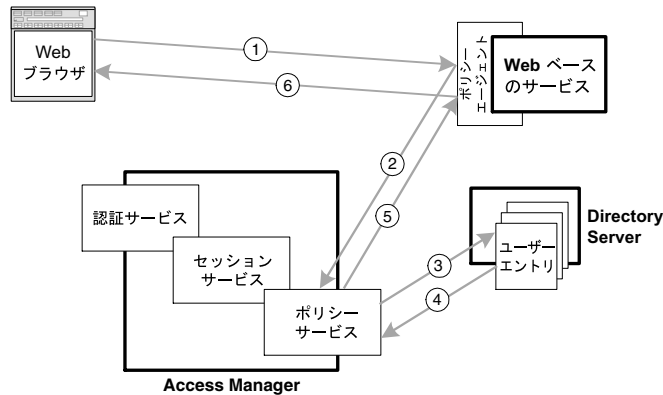 Web
ブラウザ
1
6
ポリシー
エージェント
Web ベース
のサービス
2
5
認証サービス
セッション
サービス
ポリシー
サービス
3
4
ユーザー
エントリ
Directory
Server
Access Manager